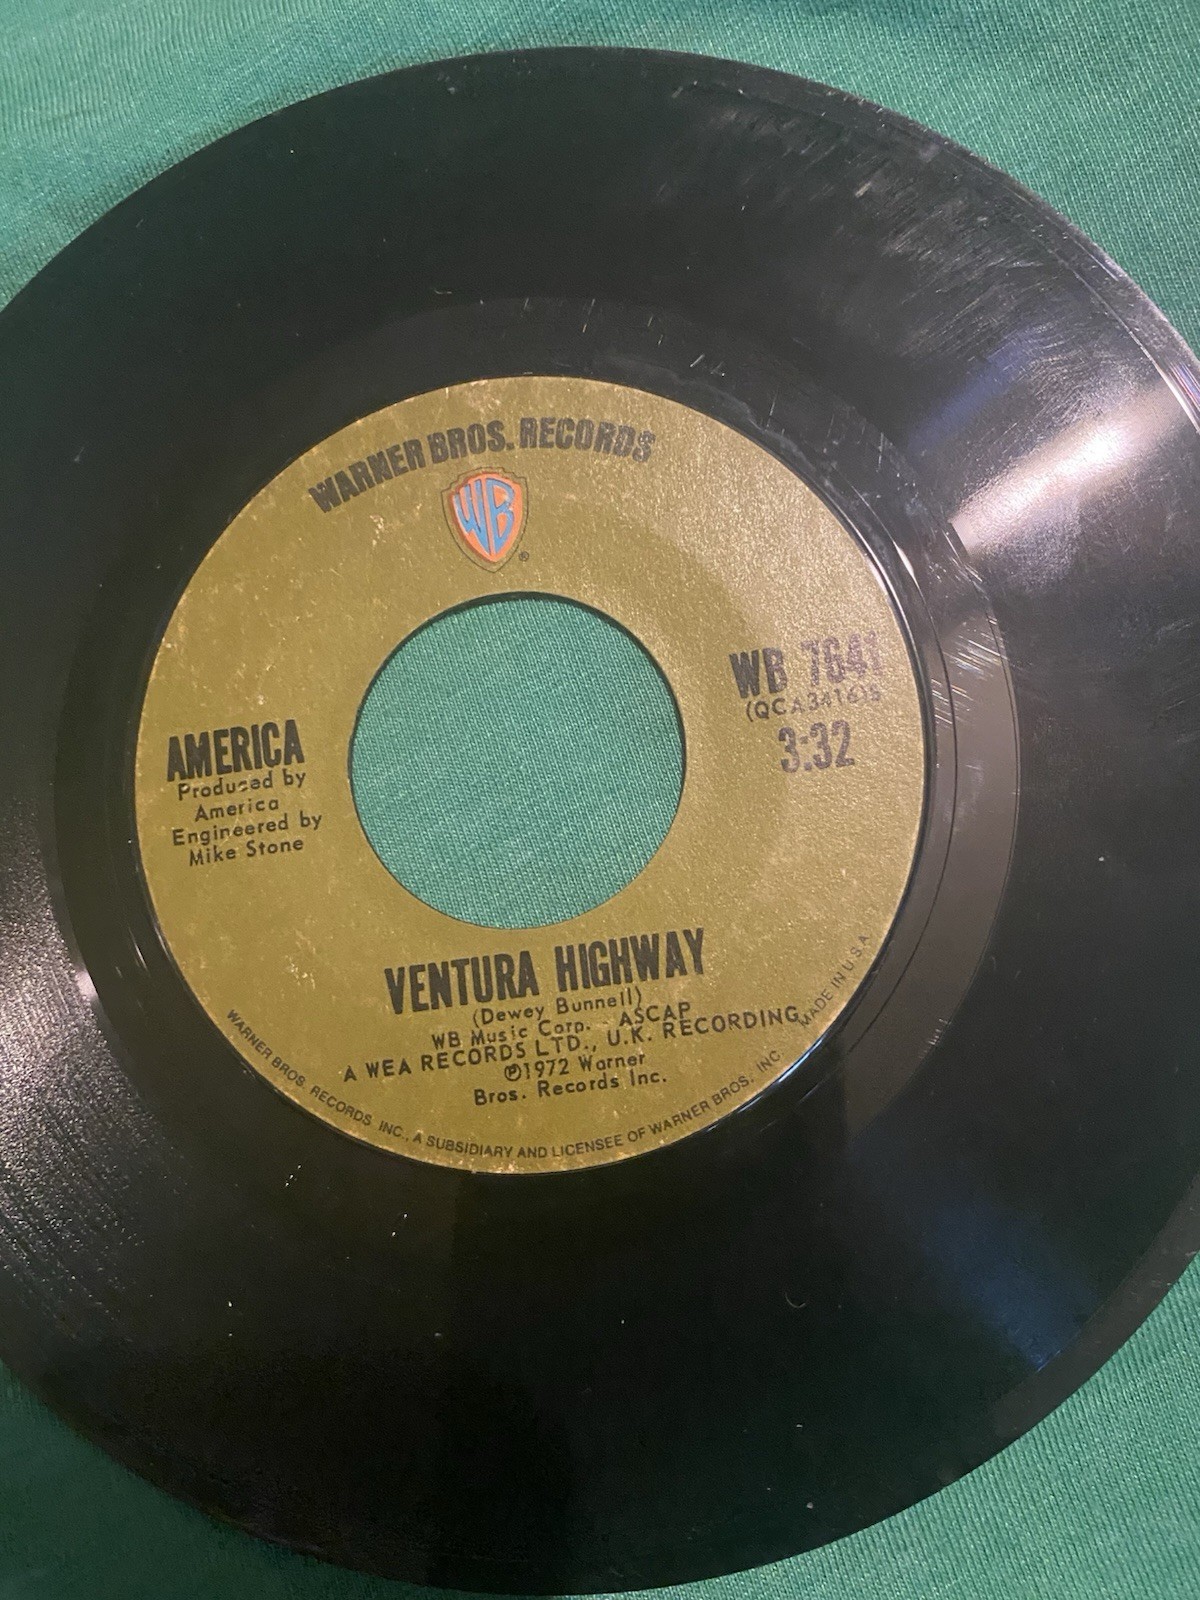 WARNER BROS. RECORDS
WB
®
WB 7641
(QCA3416)S
3:32
AMERICA
Produced by
America
Engineered by
Mike Stone
VENTURA HIGHWAY
(Dewey Bunnell)
WB Music Corp. - ASCAP
A WEA RECORDS LTD., U.K. RECORDING
℗1972 Warner
Bros. Records Inc.
WARNER BROS. RECORDS INC., A SUBSIDIARY AND LICENSEE OF WARNER BROS. INC. MADE IN U.S.A.